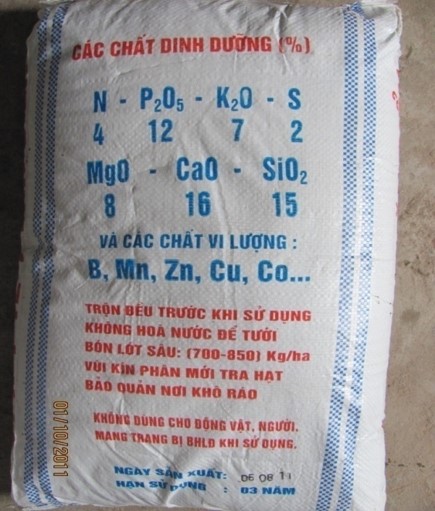 CÁC CHẤT DINH DƯỠNG (%)
N - P₂O₅ - K₂O - S
4 12 7 2
MgO - CaO - SiO₂
8 16 15
VÀ CÁC CHẤT VI LƯỢNG :
B, Mn, Zn, Cu, Co...
TRỘN ĐỀU TRƯỚC KHI SỬ DỤNG
KHÔNG HOÀ NƯỚC ĐỂ TƯỚI
BÓN LÓT SÂU: (700-850) Kg/ha
VÙI KÍN PHÂN MỚI TRA HẠT
BẢO QUẢN NƠI KHÔ RÁO
KHÔNG DÙNG CHO ĐỘNG VẬT, NGƯỜI,
MANG TRANG BỊ BHLĐ KHI SỬ DỤNG.
NGÀY SẢN XUẤT: 06 08 11
HẠN SỬ DỤNG : 03 NĂM
01/10/2011